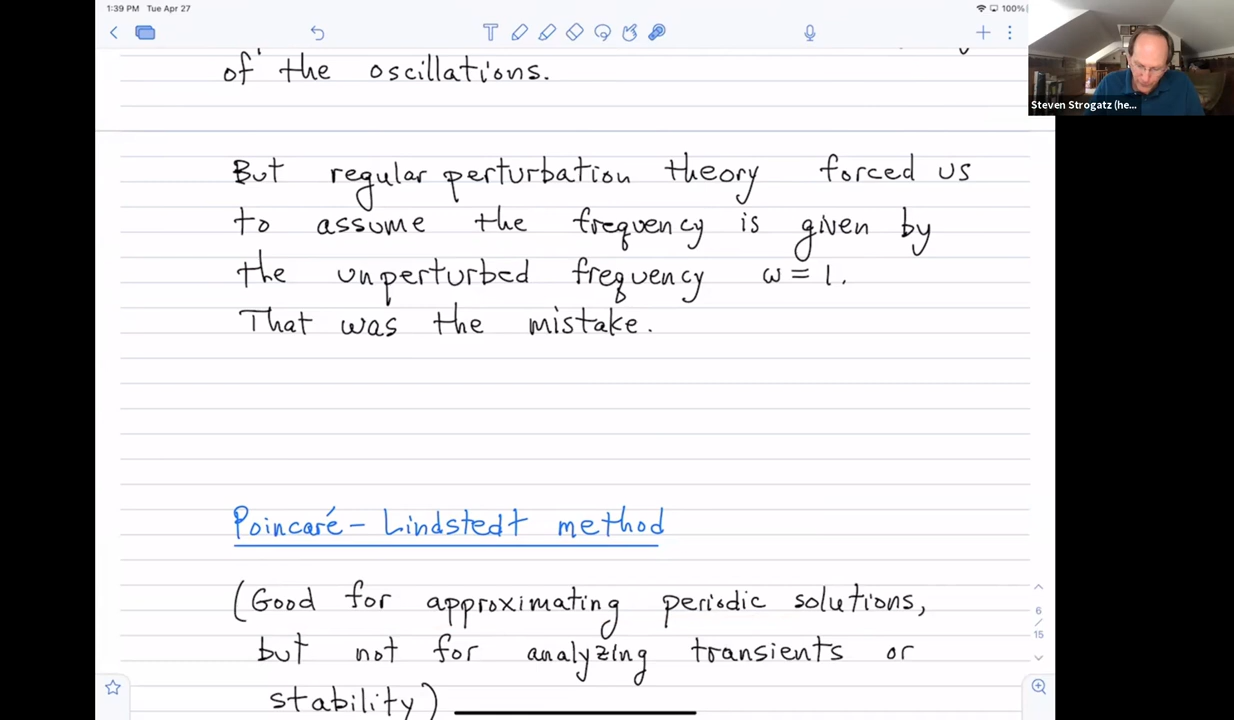 1:39 PM Tue Apr 27
100%
of the oscillations.
But regular perturbation theory forced us
to assume the frequency is given by
the unperturbed frequency ω = 1.
That was the mistake.
Poincaré - Lindstedt method
(Good for approximating periodic solutions,
but not for analyzing transients or
stability)
6
/
15
Steven Strogatz (he...